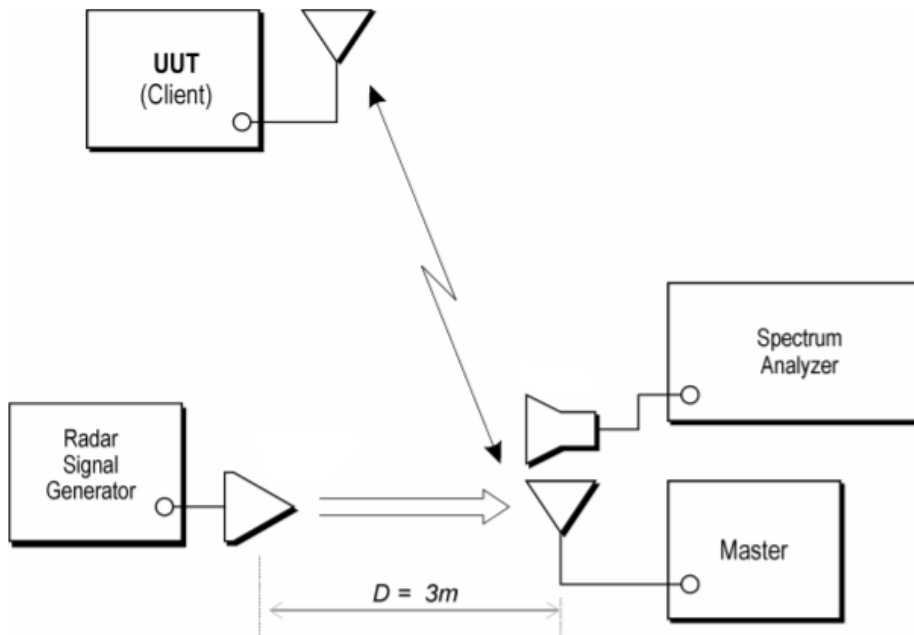 UUT
(Client)
Spectrum
Analyzer
Radar
Signal
Generator
Master
D = 3m